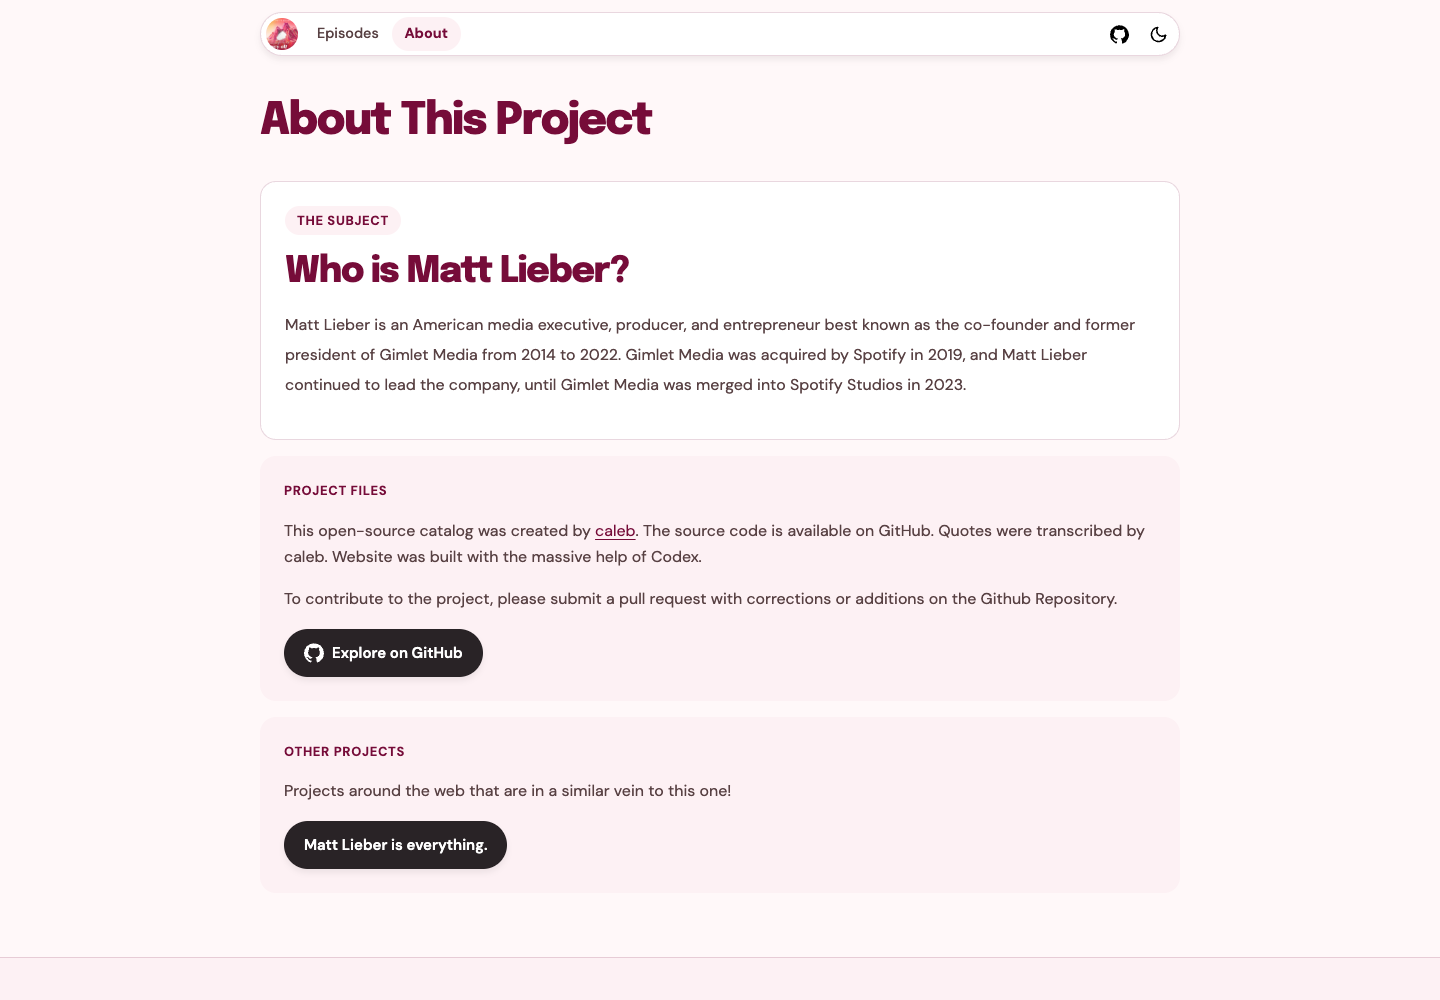 Episodes
About
About This Project
THE SUBJECT
Who is Matt Lieber?
Matt Lieber is an American media executive, producer, and entrepreneur best known as the co-founder and former
president of Gimlet Media from 2014 to 2022. Gimlet Media was acquired by Spotify in 2019, and Matt Lieber
continued to lead the company, until Gimlet Media was merged into Spotify Studios in 2023.
PROJECT FILES
This open-source catalog was created by caleb. The source code is available on GitHub. Quotes were transcribed by
caleb. Website was built with the massive help of Codex.
To contribute to the project, please submit a pull request with corrections or additions on the Github Repository.
Explore on GitHub
OTHER PROJECTS
Projects around the web that are in a similar vein to this one!
Matt Lieber is everything.